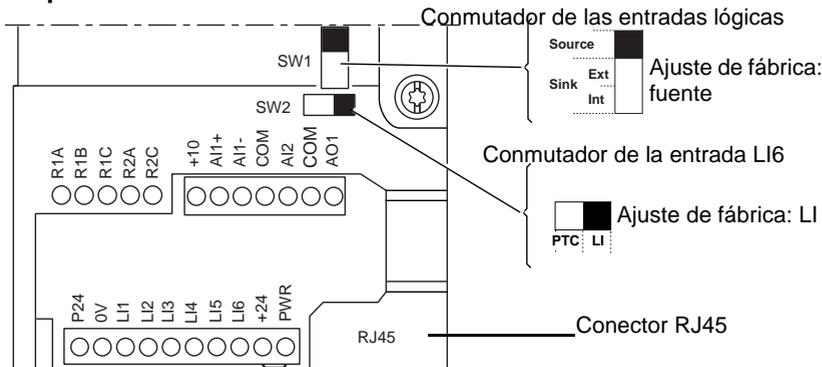 Conmutador de las entradas lógicas
SW1
Source
Sink
Ext
Int
Ajuste de fábrica:
fuente
SW2
R1A
R1B
R1C
R2A
R2C
+10
AI1+
AI1-
COM
AI2
COM
AO1
Conmutador de la entrada LI6
Ajuste de fábrica: LI
PTC
LI
P24
0V
LI1
LI2
LI3
LI4
LI5
LI6
+24
PWR
RJ45
Conector RJ45